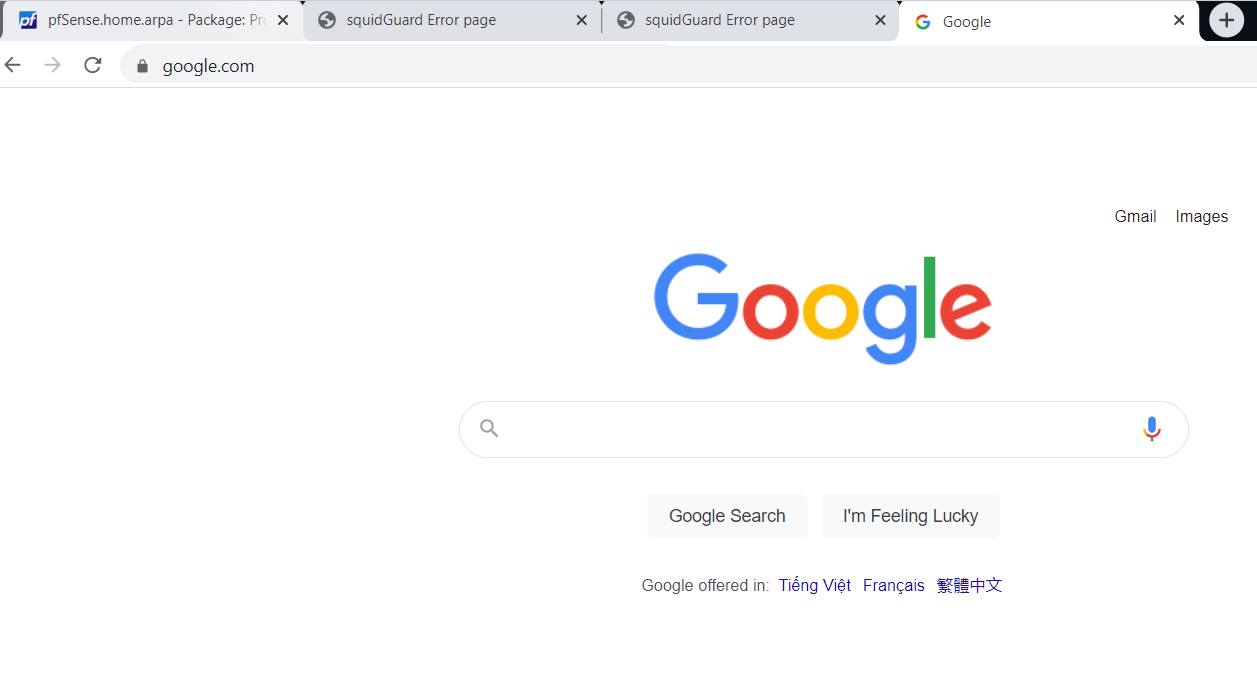 pfSense.home.arpa - Package: Pr
squidGuard Error page
squidGuard Error page
Google
google.com
Gmail Images
Google
Google Search I'm Feeling Lucky
Google offered in: Tiếng Việt Français 繁體中文